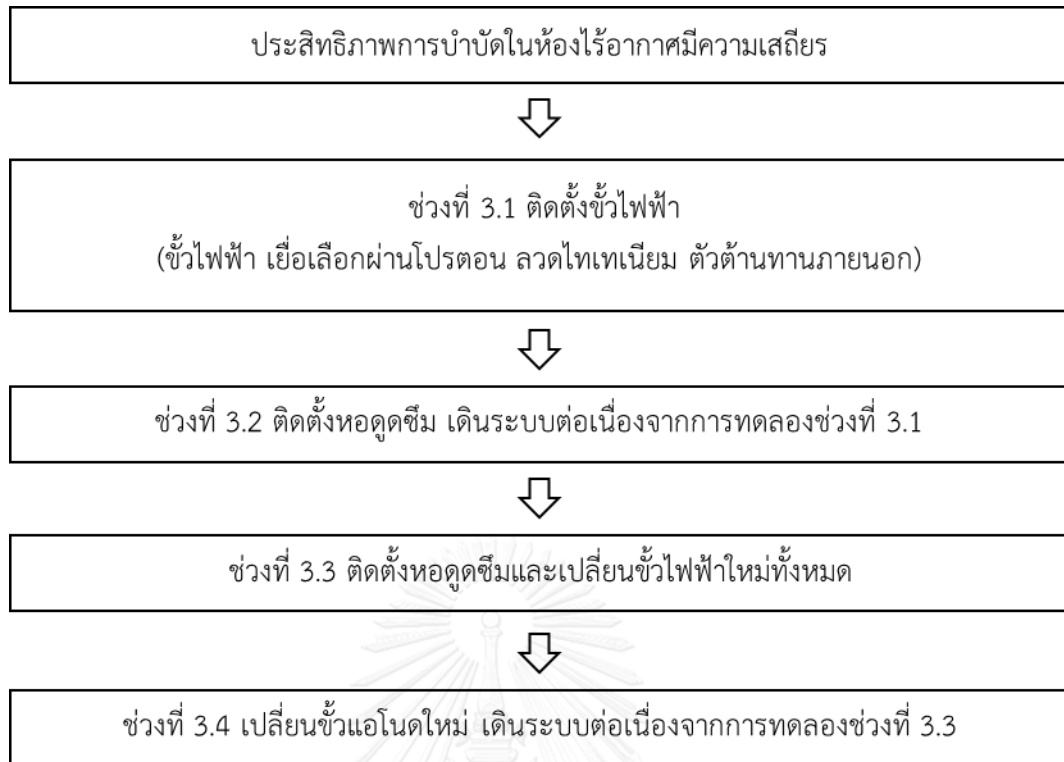 ประสิทธิภาพการบำบัดในห้องไร้อากาศมีความเสถียร
ช่วงที่ 3.1 ติดตั้งขั้วไฟฟ้า
(ขั้วไฟฟ้า เยื่อเลือกผ่านโปรตอน ลวดไทเทเนียม ตัวต้านทานภายนอก)
ช่วงที่ 3.2 ติดตั้งหอดูดซึม เดินระบบต่อเนื่องจากการทดลองช่วงที่ 3.1
ช่วงที่ 3.3 ติดตั้งหอดูดซึมและเปลี่ยนขั้วไฟฟ้าใหม่ทั้งหมด
ช่วงที่ 3.4 เปลี่ยนขั้วแอโนดใหม่ เดินระบบต่อเนื่องจากการทดลองช่วงที่ 3.3